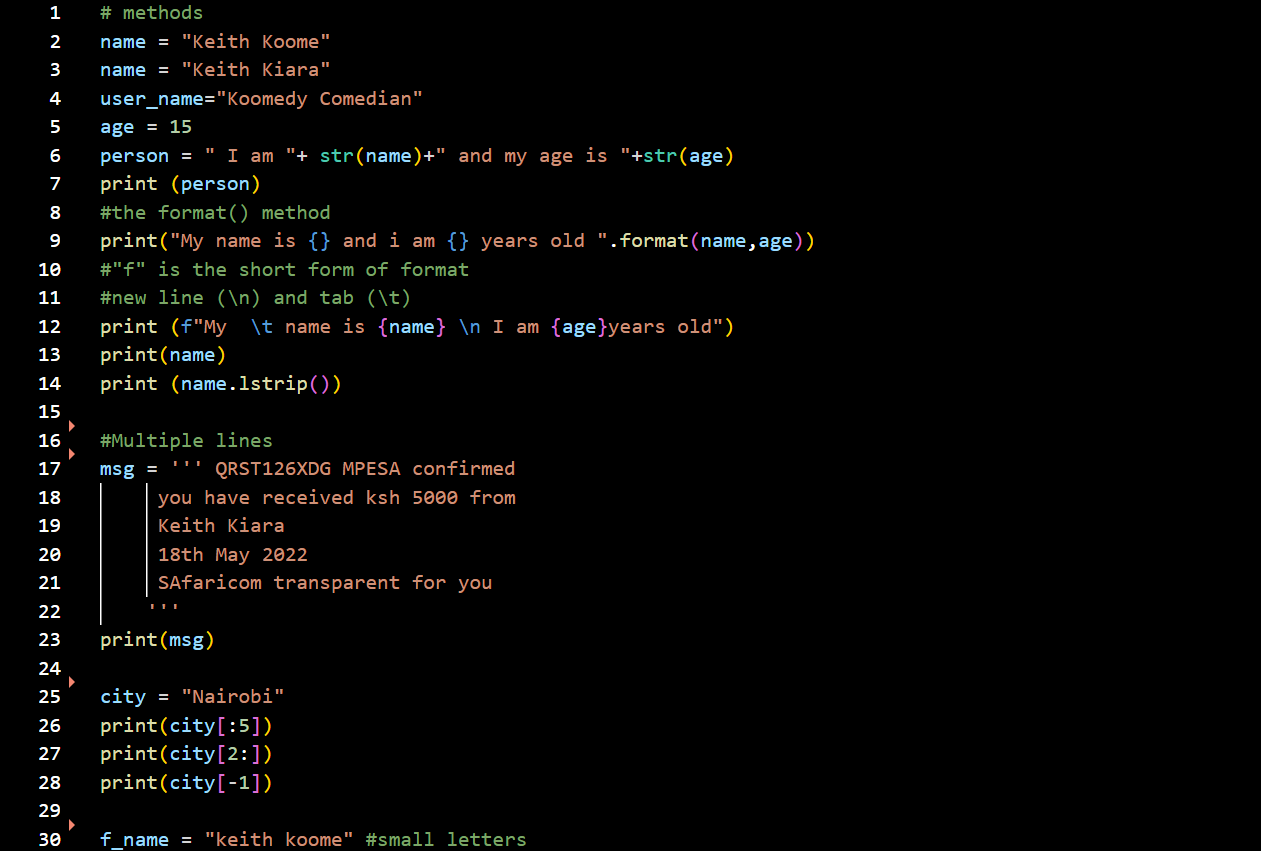 1 # methods
2 name = "Keith Koome"
3 name = "Keith Kiara"
4 user_name="Koomedy Comedian"
5 age = 15
6 person = " I am "+ str(name)+" and my age is "+str(age)
7 print (person)
8 #the format() method
9 print("My name is {} and i am {} years old ".format(name,age))
10 #"f" is the short form of format
11 #new line (\n) and tab (\t)
12 print (f"My  \t name is {name} \n I am {age}years old")
13 print(name)
14 print (name.lstrip())
15
16 #Multiple lines
17 msg = ''' QRST126XDG MPESA confirmed
18      you have received ksh 5000 from
19      Keith Kiara
20      18th May 2022
21      SAfaricom transparent for you
22     '''
23 print(msg)
24
25 city = "Nairobi"
26 print(city[:5])
27 print(city[2:])
28 print(city[-1])
29
30 f_name = "keith koome" #small letters